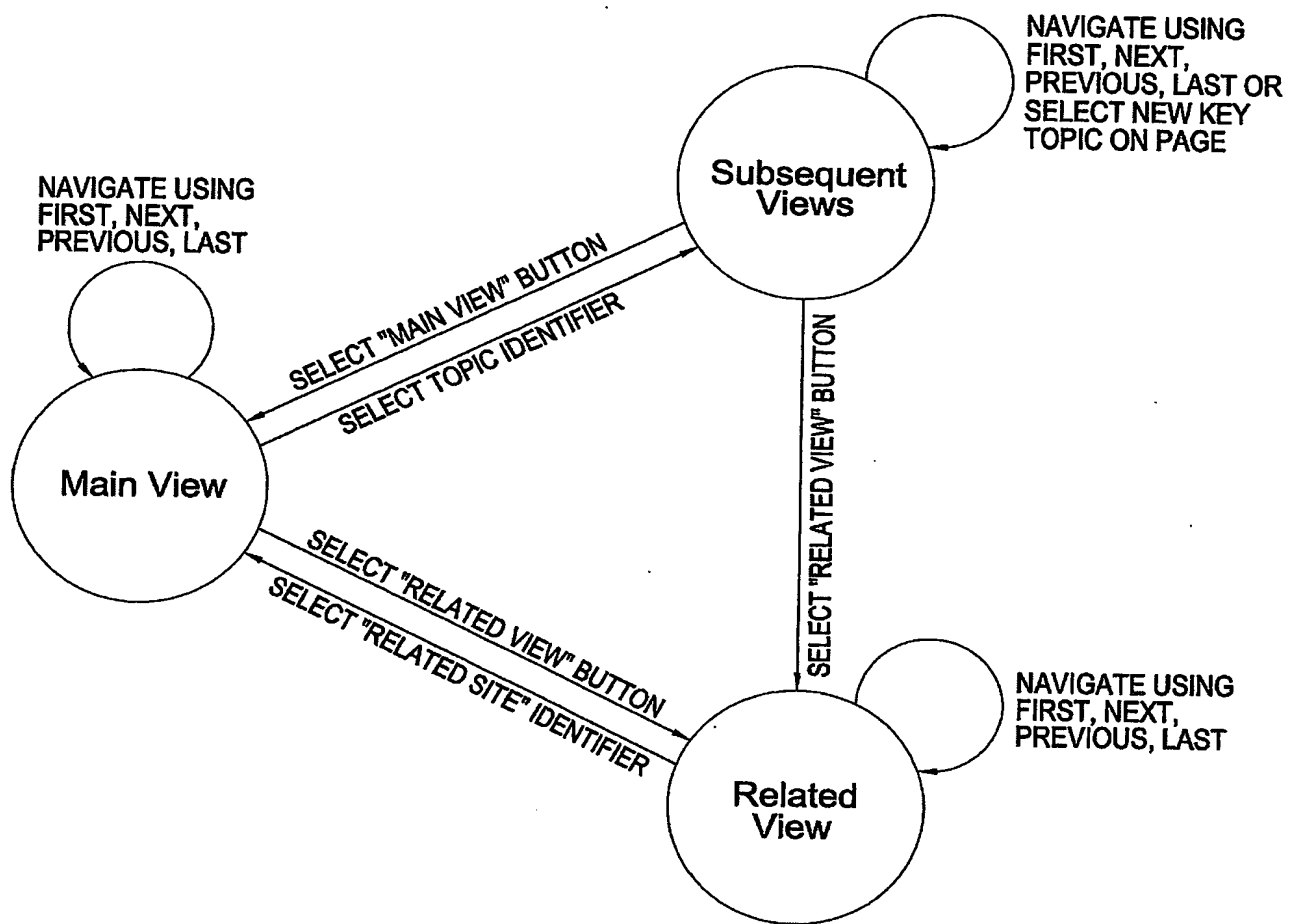 NAVIGATE USING
FIRST, NEXT,
PREVIOUS, LAST OR
SELECT NEW KEY
TOPIC ON PAGE
Subsequent
Views
NAVIGATE USING
FIRST, NEXT,
PREVIOUS, LAST
SELECT "MAIN VIEW" BUTTON
SELECT TOPIC IDENTIFIER
SELECT "RELATED VIEW" BUTTON
Main View
SELECT "RELATED VIEW" BUTTON
SELECT "RELATED SITE" IDENTIFIER
NAVIGATE USING
FIRST, NEXT,
PREVIOUS, LAST
Related
View